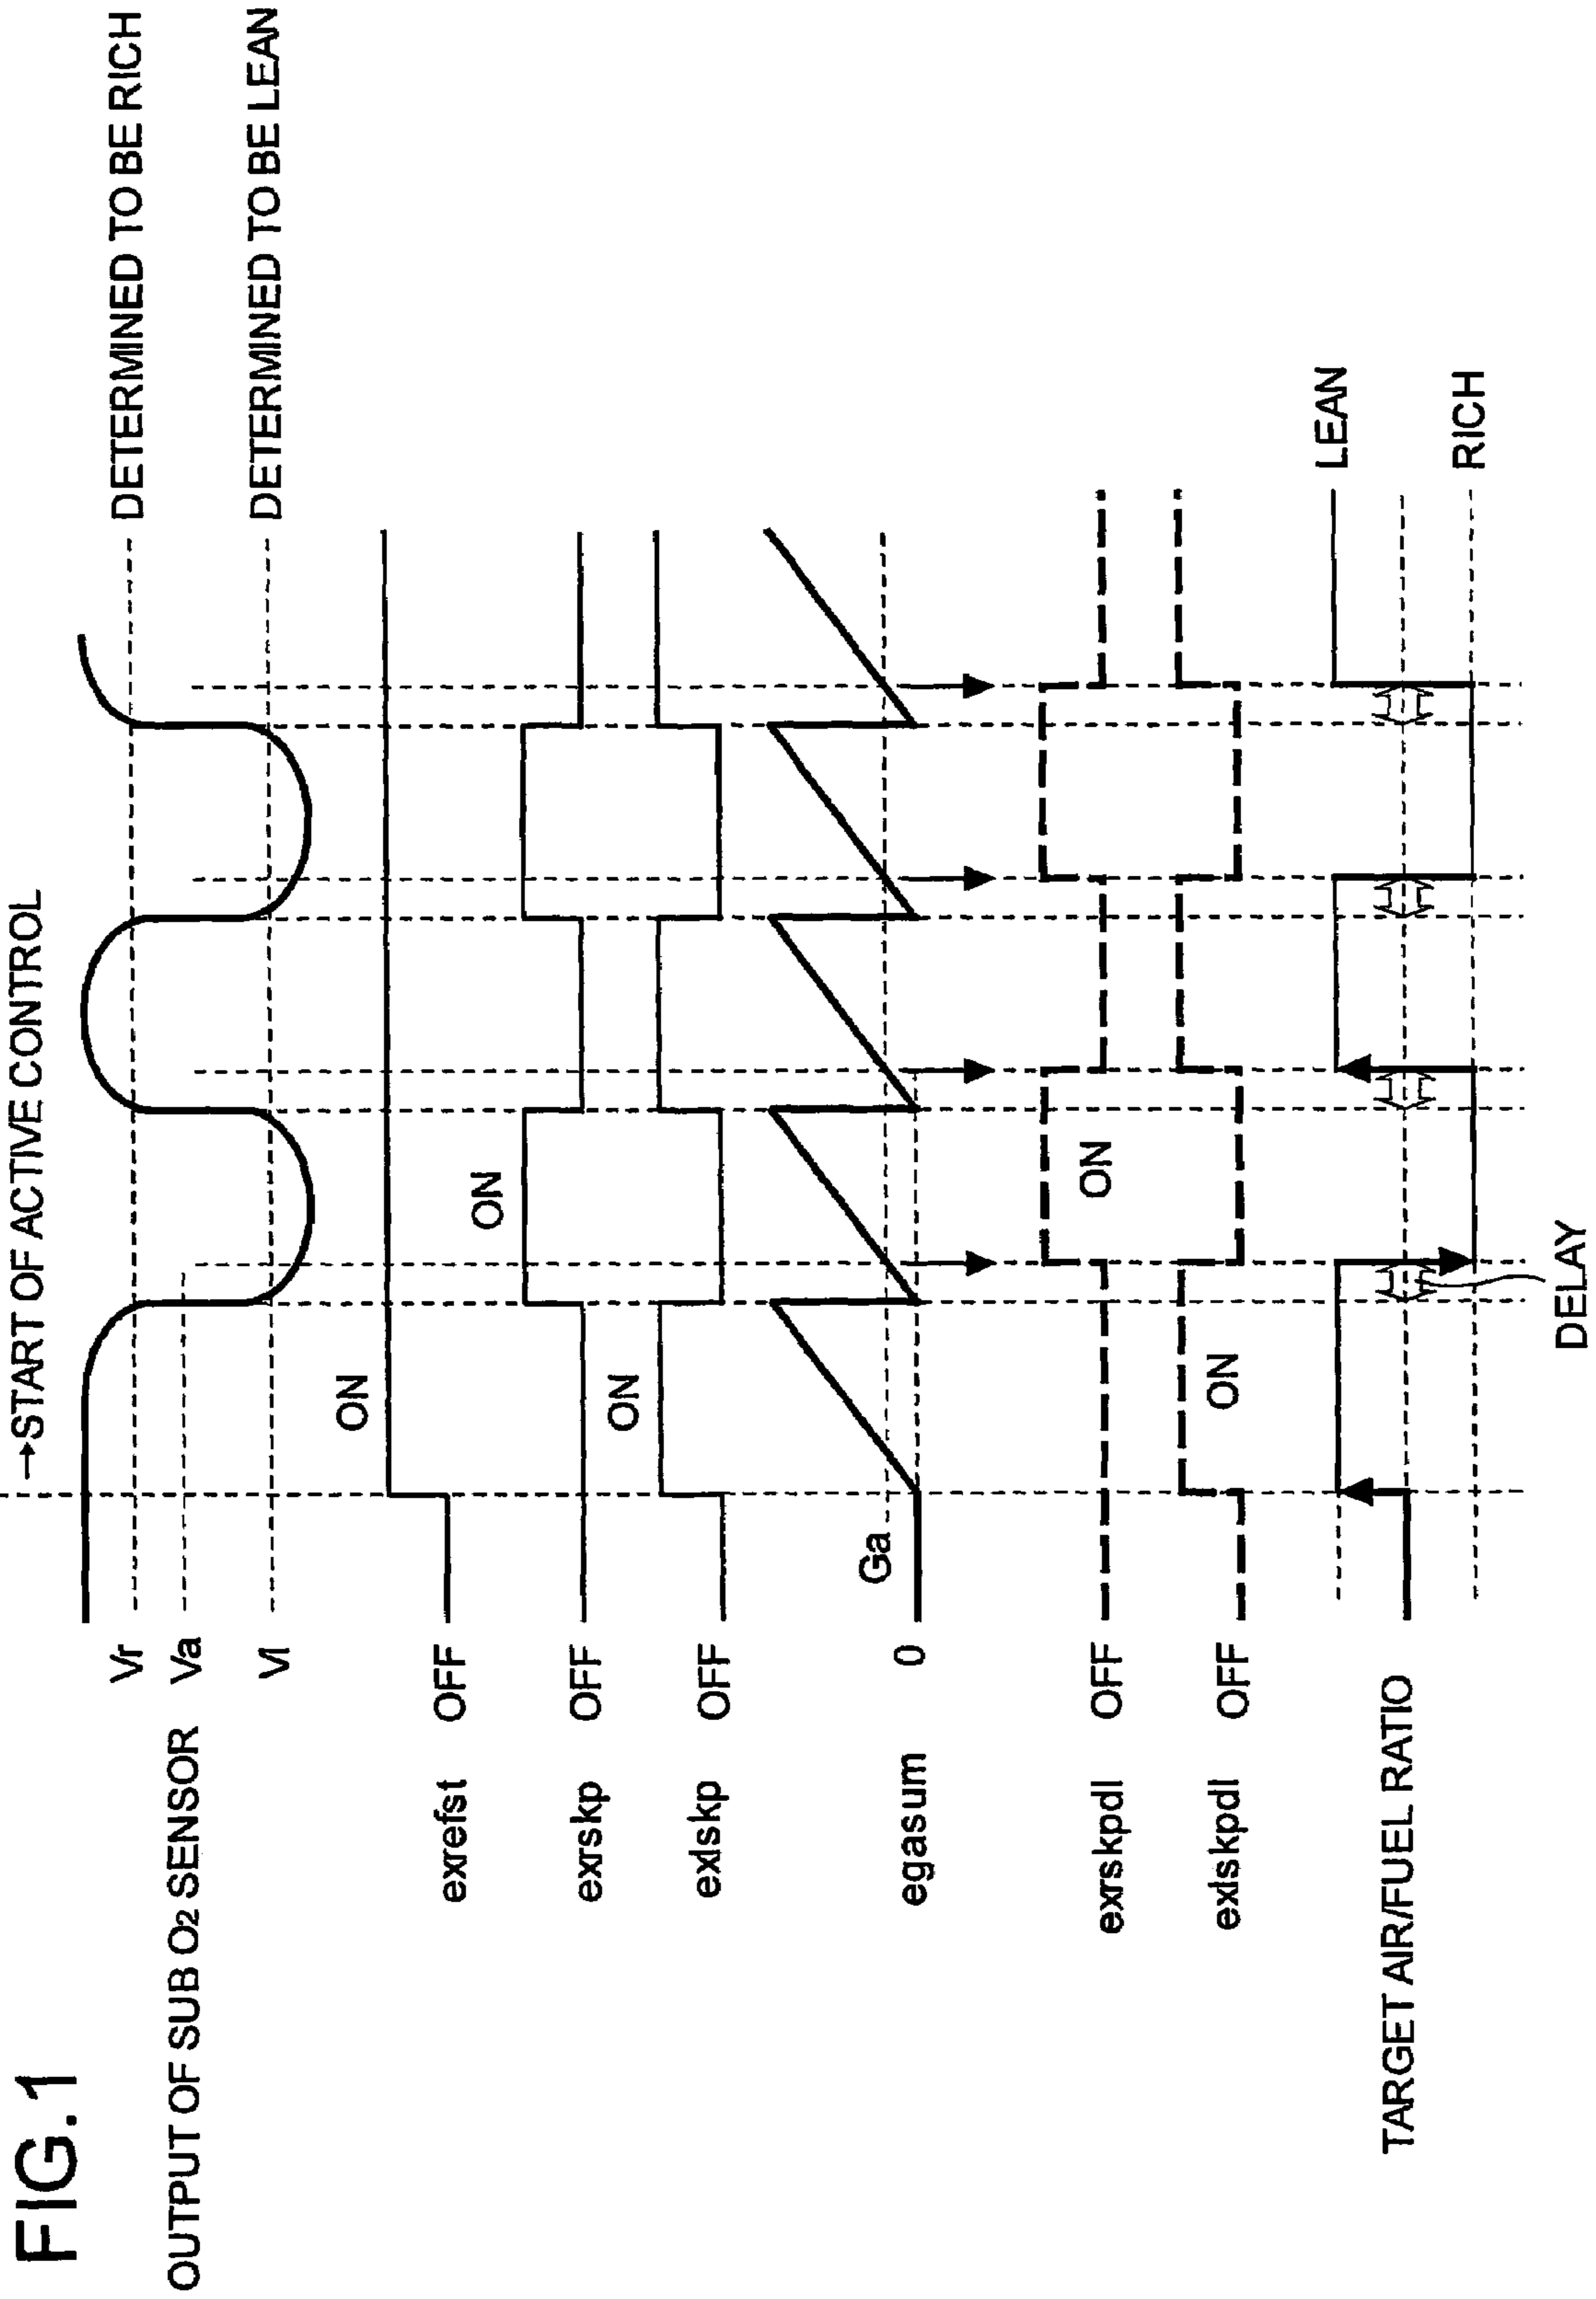 FIG.1
→START OF ACTIVE CONTROL
DETERMINED TO BE RICH
DETERMINED TO BE LEAN
Vr
OUTPUT OF SUB O2 SENSOR Va
Vl
exrefst OFF
ON
exrskp OFF
ON
exlskp OFF
ON
Ga
egasum 0
exrskpdl OFF
ON
exlskpdl OFF
ON
TARGET AIR/FUEL RATIO
LEAN
RICH
DELAY